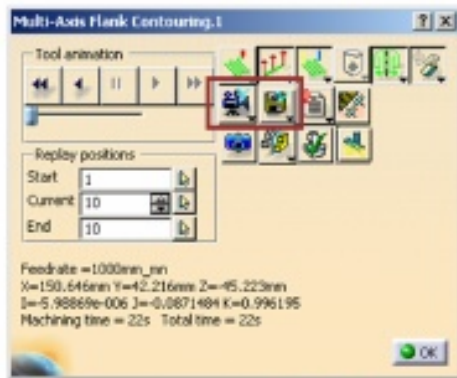 Multi-Axis Flank Contouring.1
Tool animation
Replay positions
Start 1
Current 10
End 10
Feedrate =1000mm_mn
X=150.646mm Y=42.216mm Z=-45.223mm
I=-5.98869e-006 J=-0.0871484 K=0.996195
Machining time = 22s Total time = 22s
OK